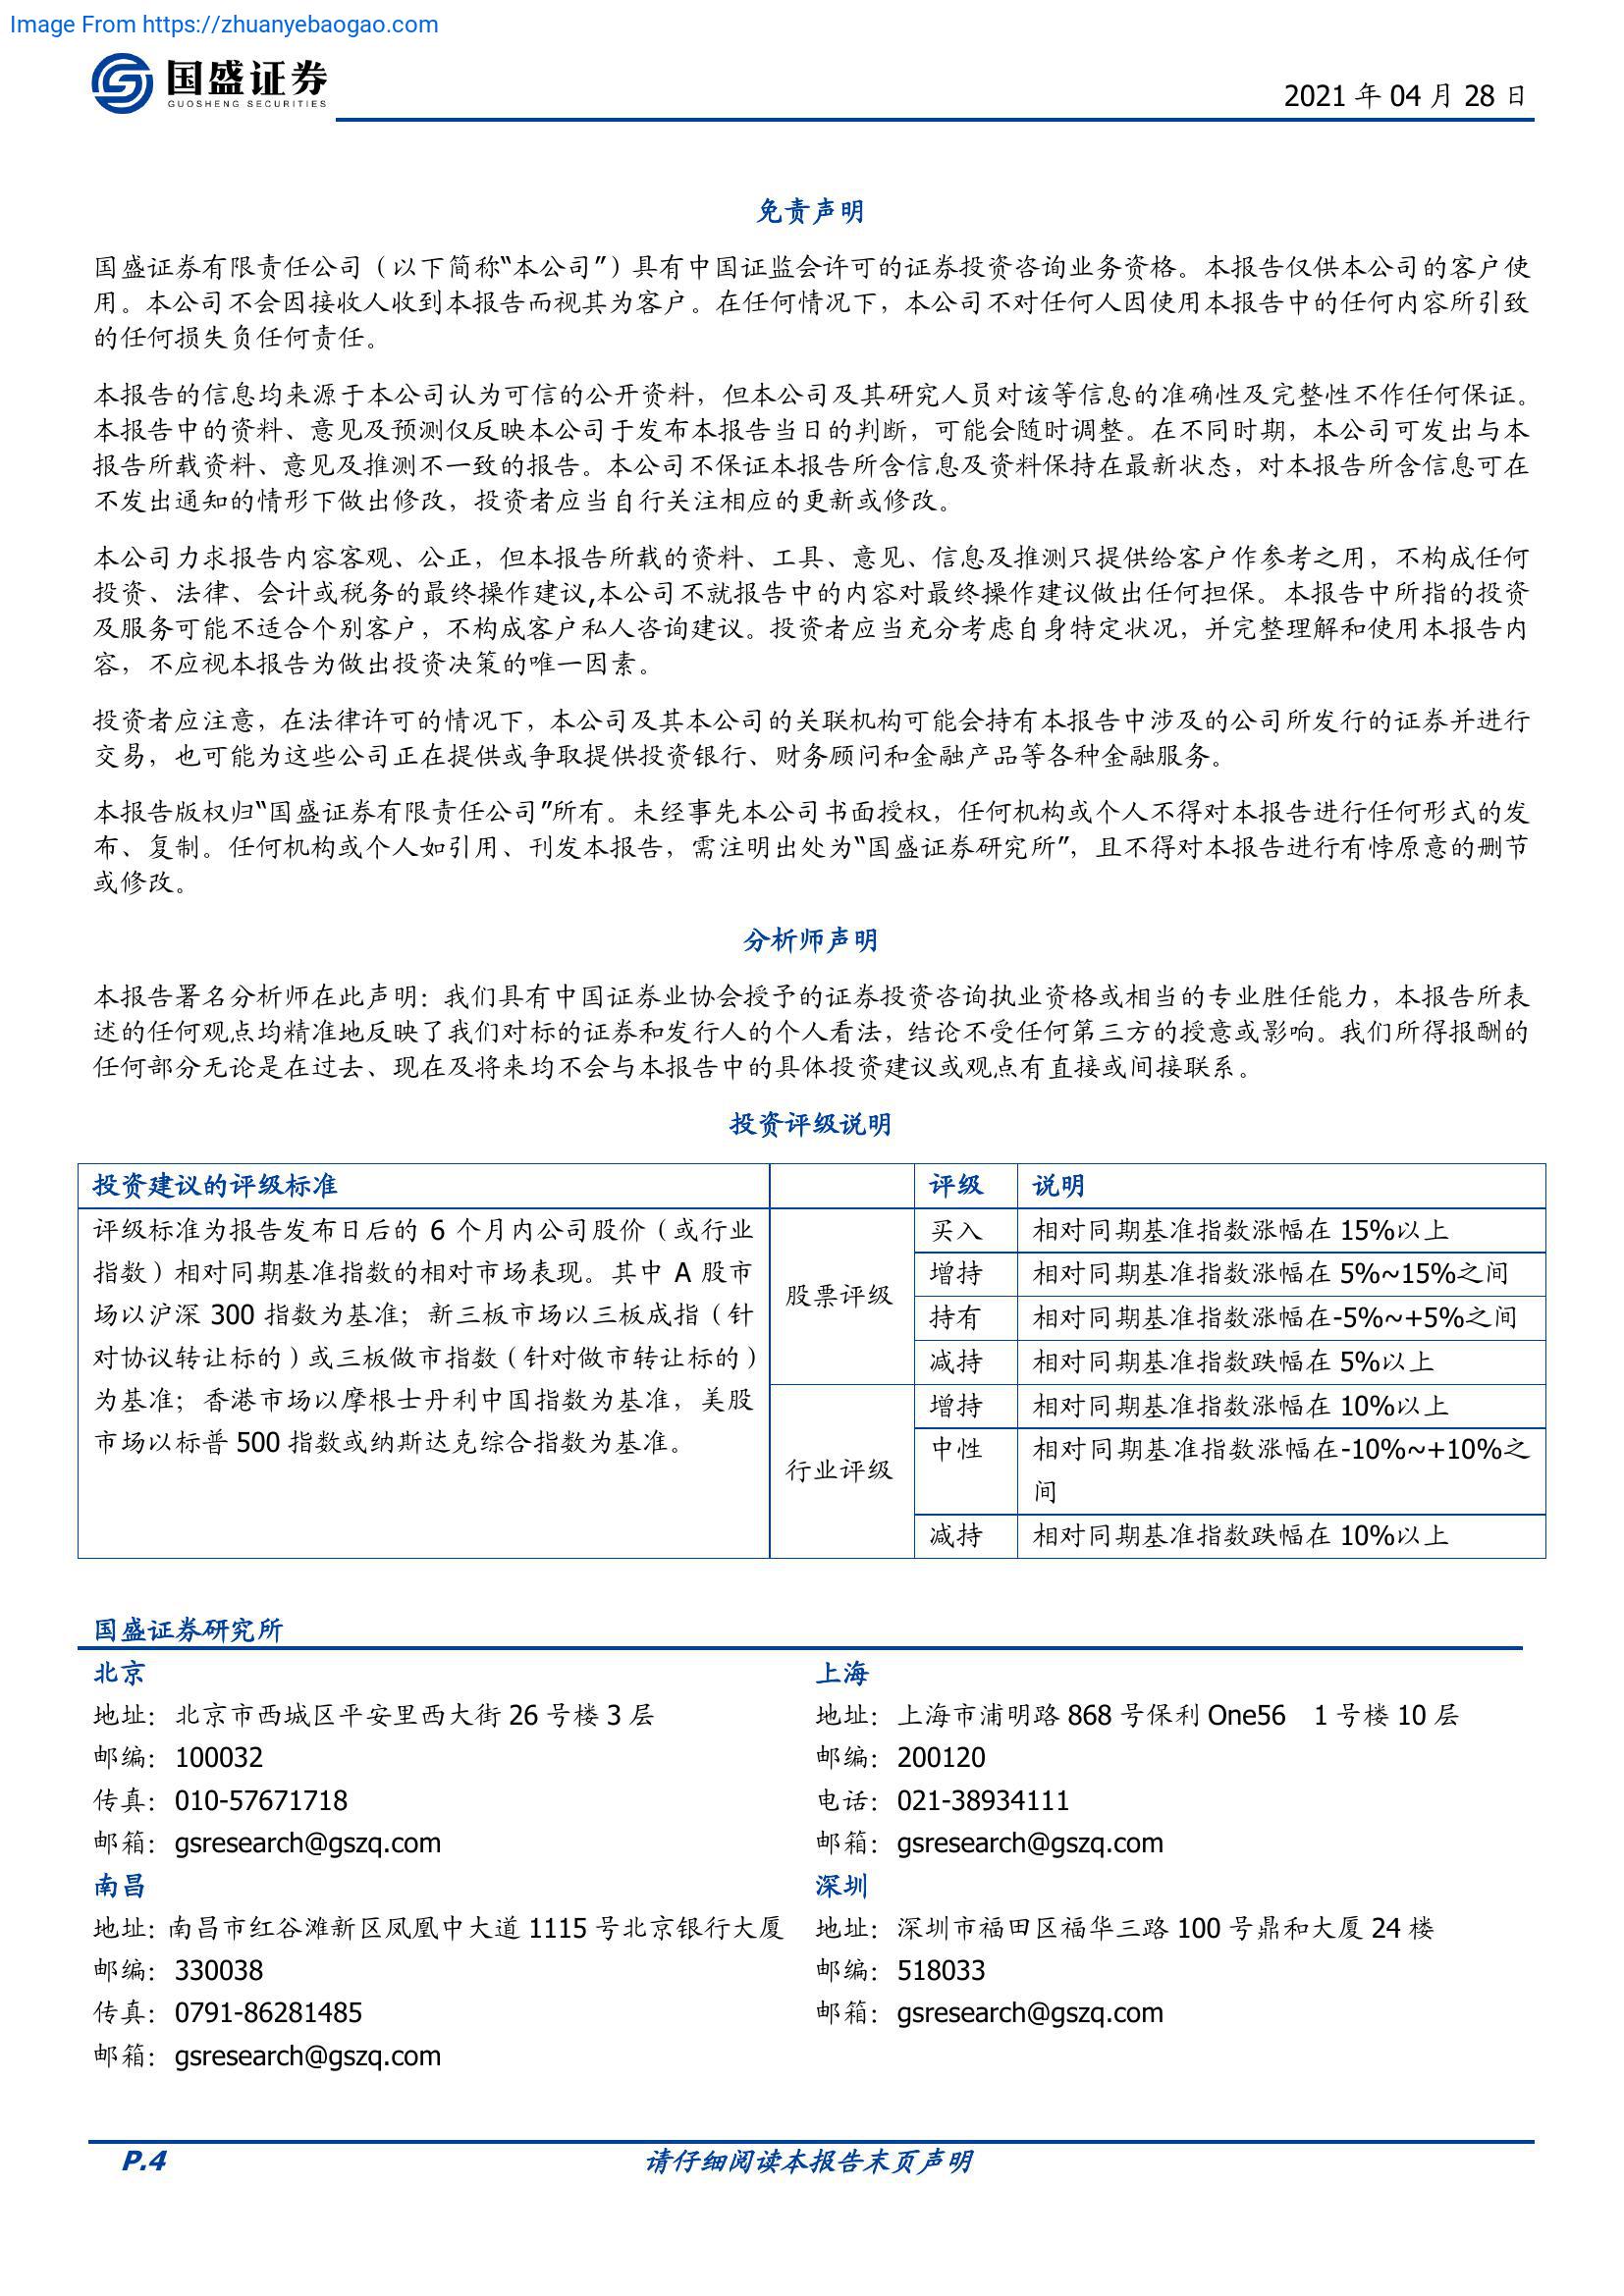 Image From https://zhuanyebaogao.com
国盛证券
GUOSHENG SECURITIES
2021 年 04 月 28 日
免责声明
国盛证券有限责任公司（以下简称“本公司”）具有中国证监会许可的证券投资咨询业务资格。本报告仅供本公司的客户使
用。本公司不会因接收人收到本报告而视其为客户。在任何情况下，本公司不对任何人因使用本报告中的任何内容所引致
的任何损失负任何责任。
本报告的信息均来源于本公司认为可信的公开资料，但本公司及其研究人员对该等信息的准确性及完整性不作任何保证。
本报告中的资料、意见及预测仅反映本公司于发布本报告当日的判断，可能会随时调整。在不同时期，本公司可发出与本
报告所载资料、意见及推测不一致的报告。本公司不保证本报告所含信息及资料保持在最新状态，对本报告所含信息可在
不发出通知的情形下做出修改，投资者应当自行关注相应的更新或修改。
本公司力求报告内容客观、公正，但本报告所载的资料、工具、意见、信息及推测只提供给客户作参考之用，不构成任何
投资、法律、会计或税务的最终操作建议,本公司不就报告中的内容对最终操作建议做出任何担保。本报告中所指的投资
及服务可能不适合个别客户，不构成客户私人咨询建议。投资者应当充分考虑自身特定状况，并完整理解和使用本报告内
容，不应视本报告为做出投资决策的唯一因素。
投资者应注意，在法律许可的情况下，本公司及其本公司的关联机构可能会持有本报告中涉及的公司所发行的证券并进行
交易，也可能为这些公司正在提供或争取提供投资银行、财务顾问和金融产品等各种金融服务。
本报告版权归“国盛证券有限责任公司”所有。未经事先本公司书面授权，任何机构或个人不得对本报告进行任何形式的发
布、复制。任何机构或个人如引用、刊发本报告，需注明出处为“国盛证券研究所”，且不得对本报告进行有悖原意的删节
或修改。
分析师声明
本报告署名分析师在此声明：我们具有中国证券业协会授予的证券投资咨询执业资格或相当的专业胜任能力，本报告所表
述的任何观点均精准地反映了我们对标的证券和发行人的个人看法，结论不受任何第三方的授意或影响。我们所得报酬的
任何部分无论是在过去、现在及将来均不会与本报告中的具体投资建议或观点有直接或间接联系。
投资评级说明
投资建议的评级标准 评级 说明
评级标准为报告发布日后的 6 个月内公司股价（或行业
指数）相对同期基准指数的相对市场表现。其中 A 股市
场以沪深 300 指数为基准；新三板市场以三板成指（针
对协议转让标的）或三板做市指数（针对做市转让标的）
为基准；香港市场以摩根士丹利中国指数为基准，美股
市场以标普 500 指数或纳斯达克综合指数为基准。
股票评级
买入 相对同期基准指数涨幅在 15%以上
增持 相对同期基准指数涨幅在 5%~15%之间
持有 相对同期基准指数涨幅在-5%~+5%之间
减持 相对同期基准指数跌幅在 5%以上
行业评级
增持 相对同期基准指数涨幅在 10%以上
中性 相对同期基准指数涨幅在-10%~+10%之
间
减持 相对同期基准指数跌幅在 10%以上
国盛证券研究所
北京
地址：北京市西城区平安里西大街 26 号楼 3 层
邮编：100032
传真：010-57671718
邮箱：gsresearch@gszq.com
上海
地址：上海市浦明路 868 号保利 One56 1 号楼 10 层
邮编：200120
电话：021-38934111
邮箱：gsresearch@gszq.com
南昌
地址：南昌市红谷滩新区凤凰中大道 1115 号北京银行大厦
邮编：330038
传真：0791-86281485
邮箱：gsresearch@gszq.com
深圳
地址：深圳市福田区福华三路 100 号鼎和大厦 24 楼
邮编：518033
邮箱：gsresearch@gszq.com
P.4
请仔细阅读本报告末页声明